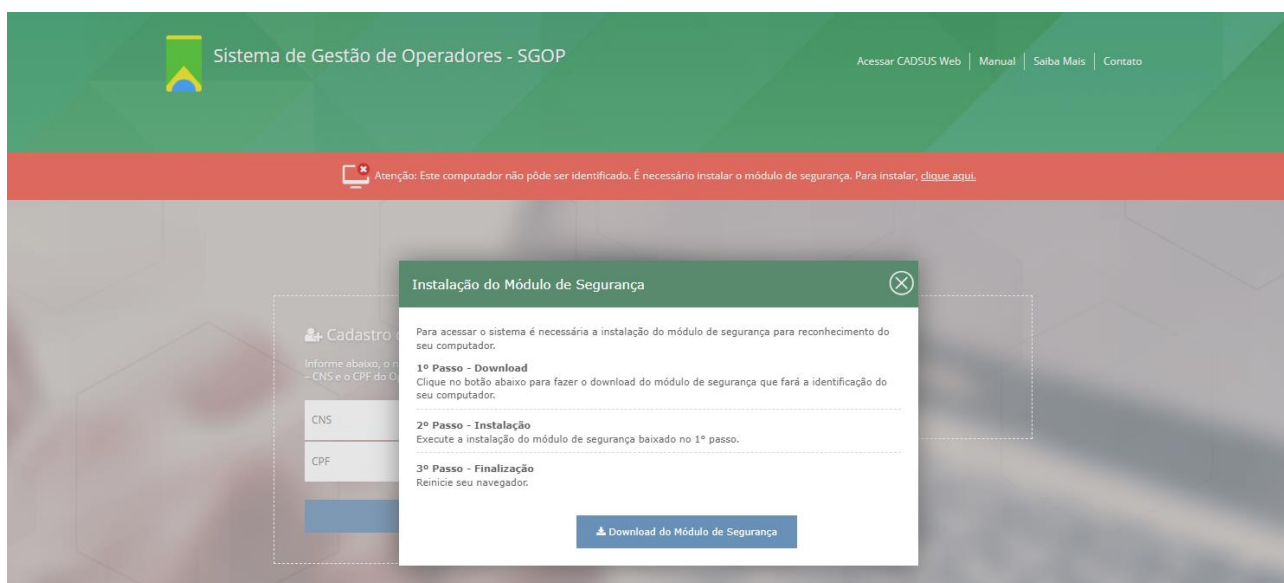 Sistema de Gestão de Operadores - SGOP
Acessar CADSUS Web | Manual | Saiba Mais | Contato
Atenção: Este computador não pôde ser identificado. É necessário instalar o módulo de segurança. Para instalar, clique aqui.
Instalação do Módulo de Segurança
Para acessar o sistema é necessária a instalação do módulo de segurança para reconhecimento do
seu computador.
1º Passo - Download
Clique no botão abaixo para fazer o download do módulo de segurança que fará a identificação do
seu computador.
2º Passo - Instalação
Execute a instalação do módulo de segurança baixado no 1° passo.
3º Passo - Finalização
Reinicie seu navegador.
Download do Módulo de Segurança
Cadastro
Informe abaixo, o
– CNS e o CPF do
CNS
CPF